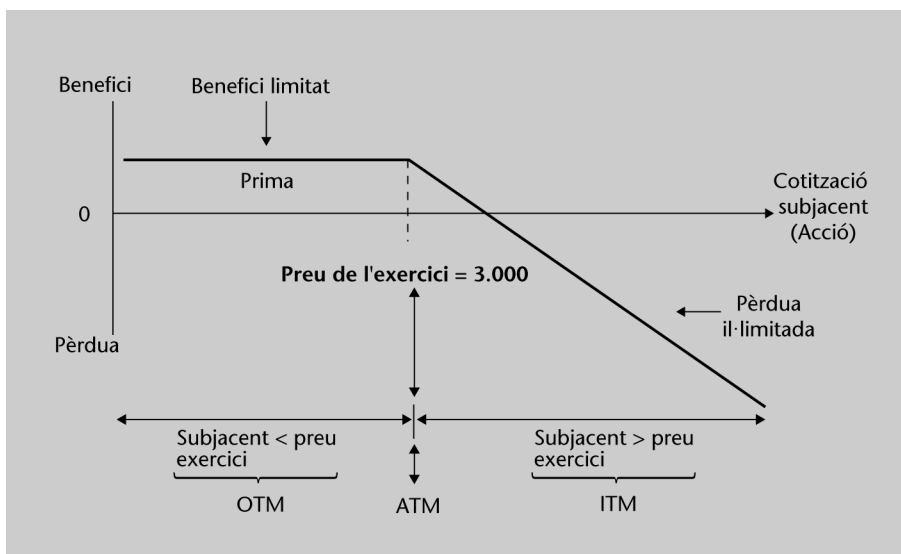 Benefici
Benefici limitat
Prima
Cotització
subjacent
(Acció)
0
Preu de l'exercici = 3.000
Pèrdua
il·limitada
Pèrdua
Subjacent < preu
exercici
Subjacent > preu
exercici
OTM
ATM
ITM